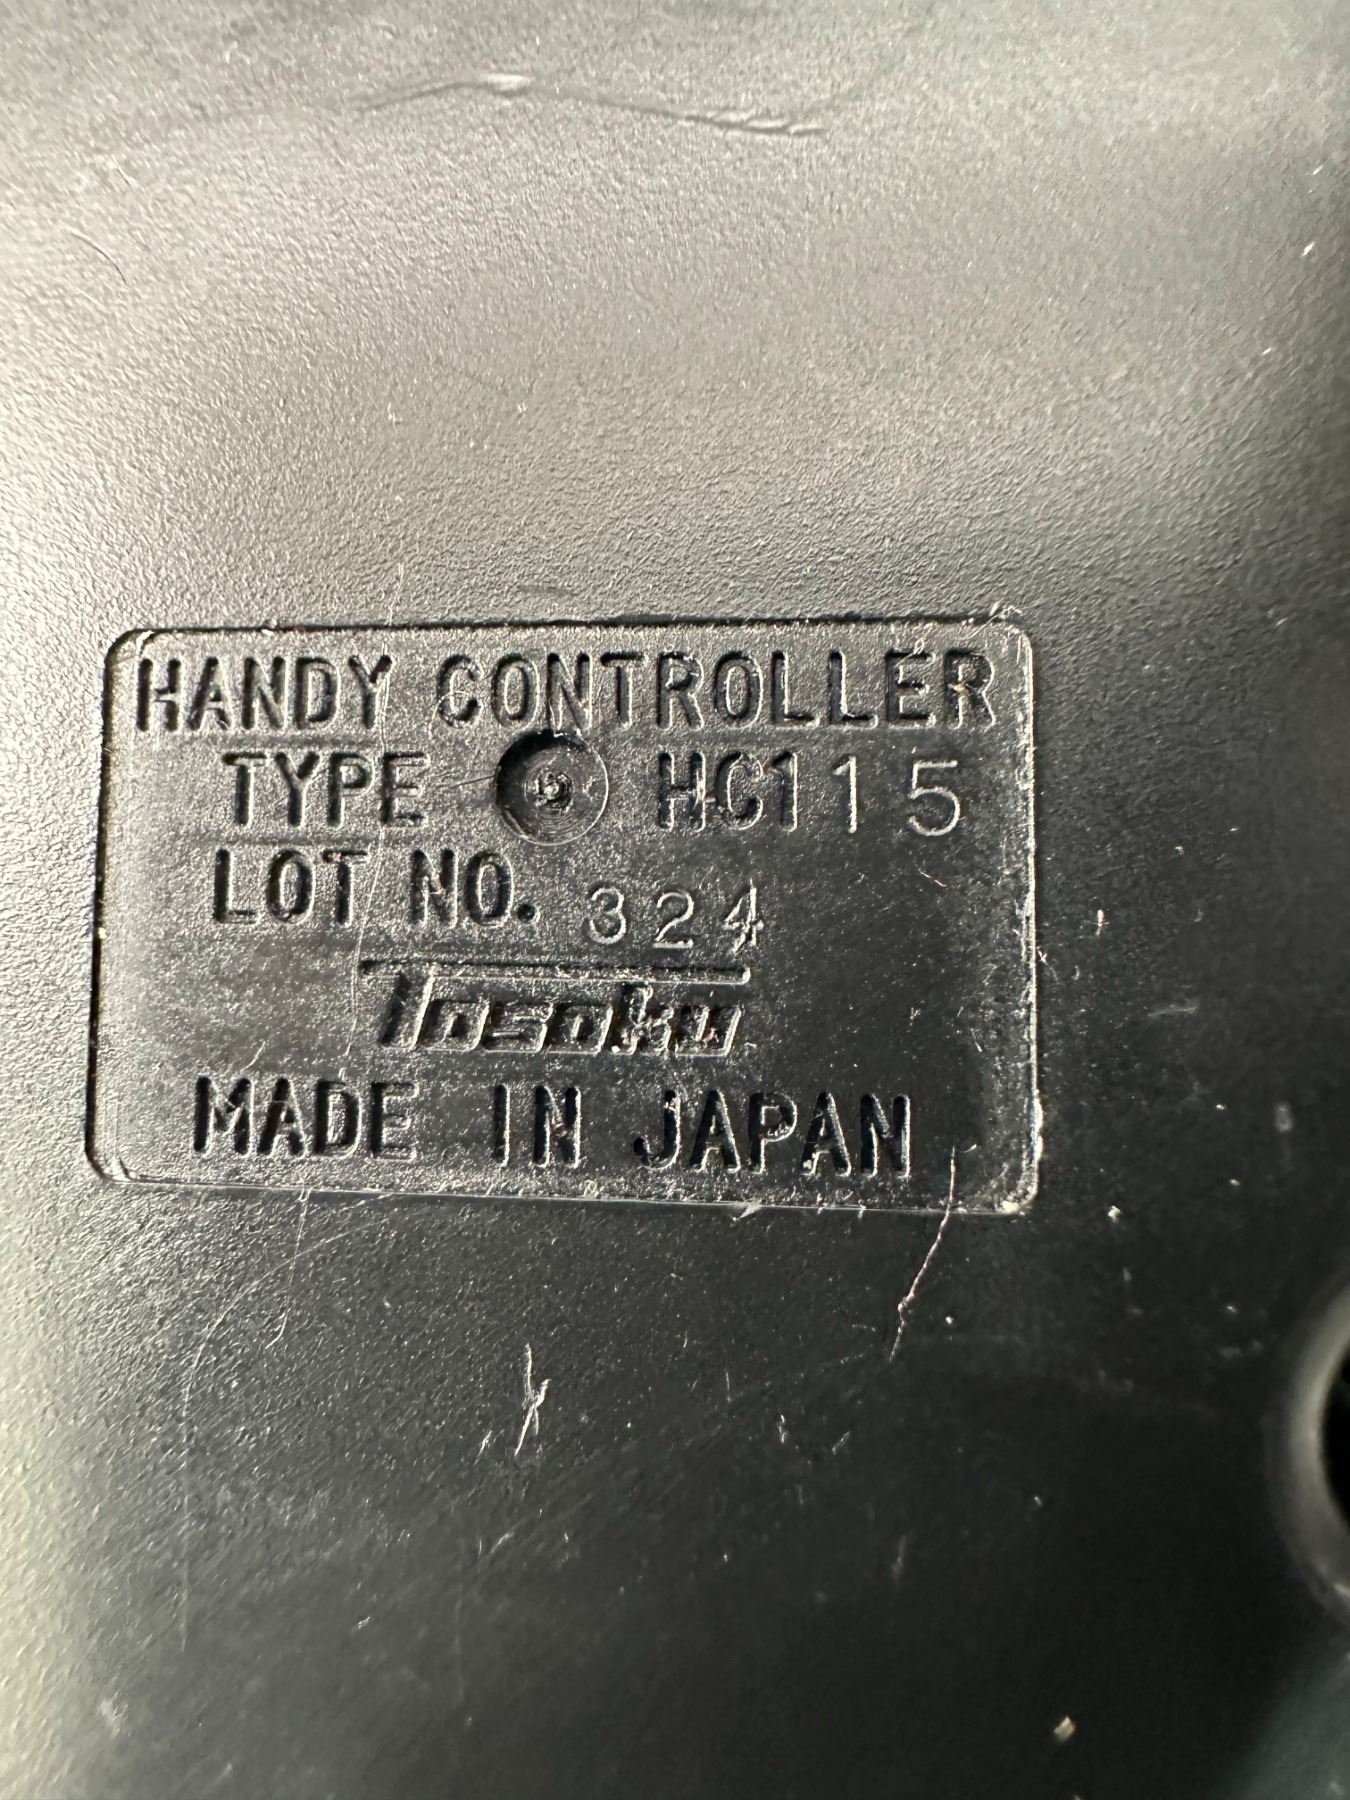 HANDY CONTROLLER
TYPE HC115
LOT NO. 324
Tosoku
MADE IN JAPAN